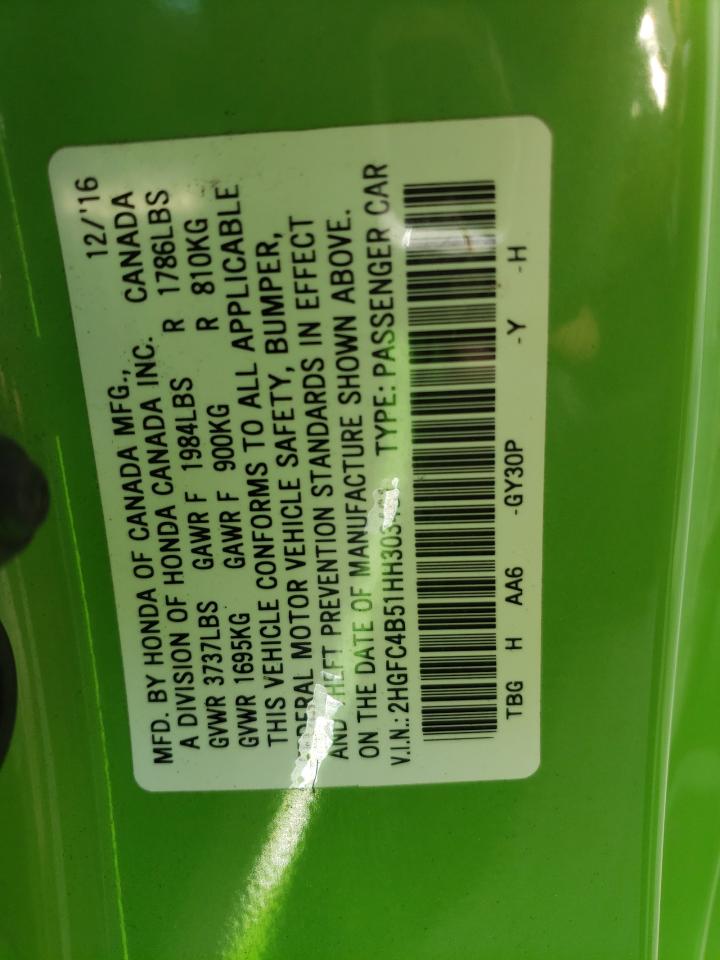 MFD. BY HONDA OF CANADA MFG., 12/'16
A DIVISION OF HONDA CANADA INC. CANADA
GVWR 3737LBS GAWR F 1984LBS R 1786LBS
GVWR 1695KG GAWR F 900KG R 810KG
THIS VEHICLE CONFORMS TO ALL APPLICABLE
FEDERAL MOTOR VEHICLE SAFETY, BUMPER,
AND THEFT PREVENTION STANDARDS IN EFFECT
ON THE DATE OF MANUFACTURE SHOWN ABOVE.
V.I.N.: TYPE: PASSENGER CAR
TBG H AA6 -GY30P -Y -H